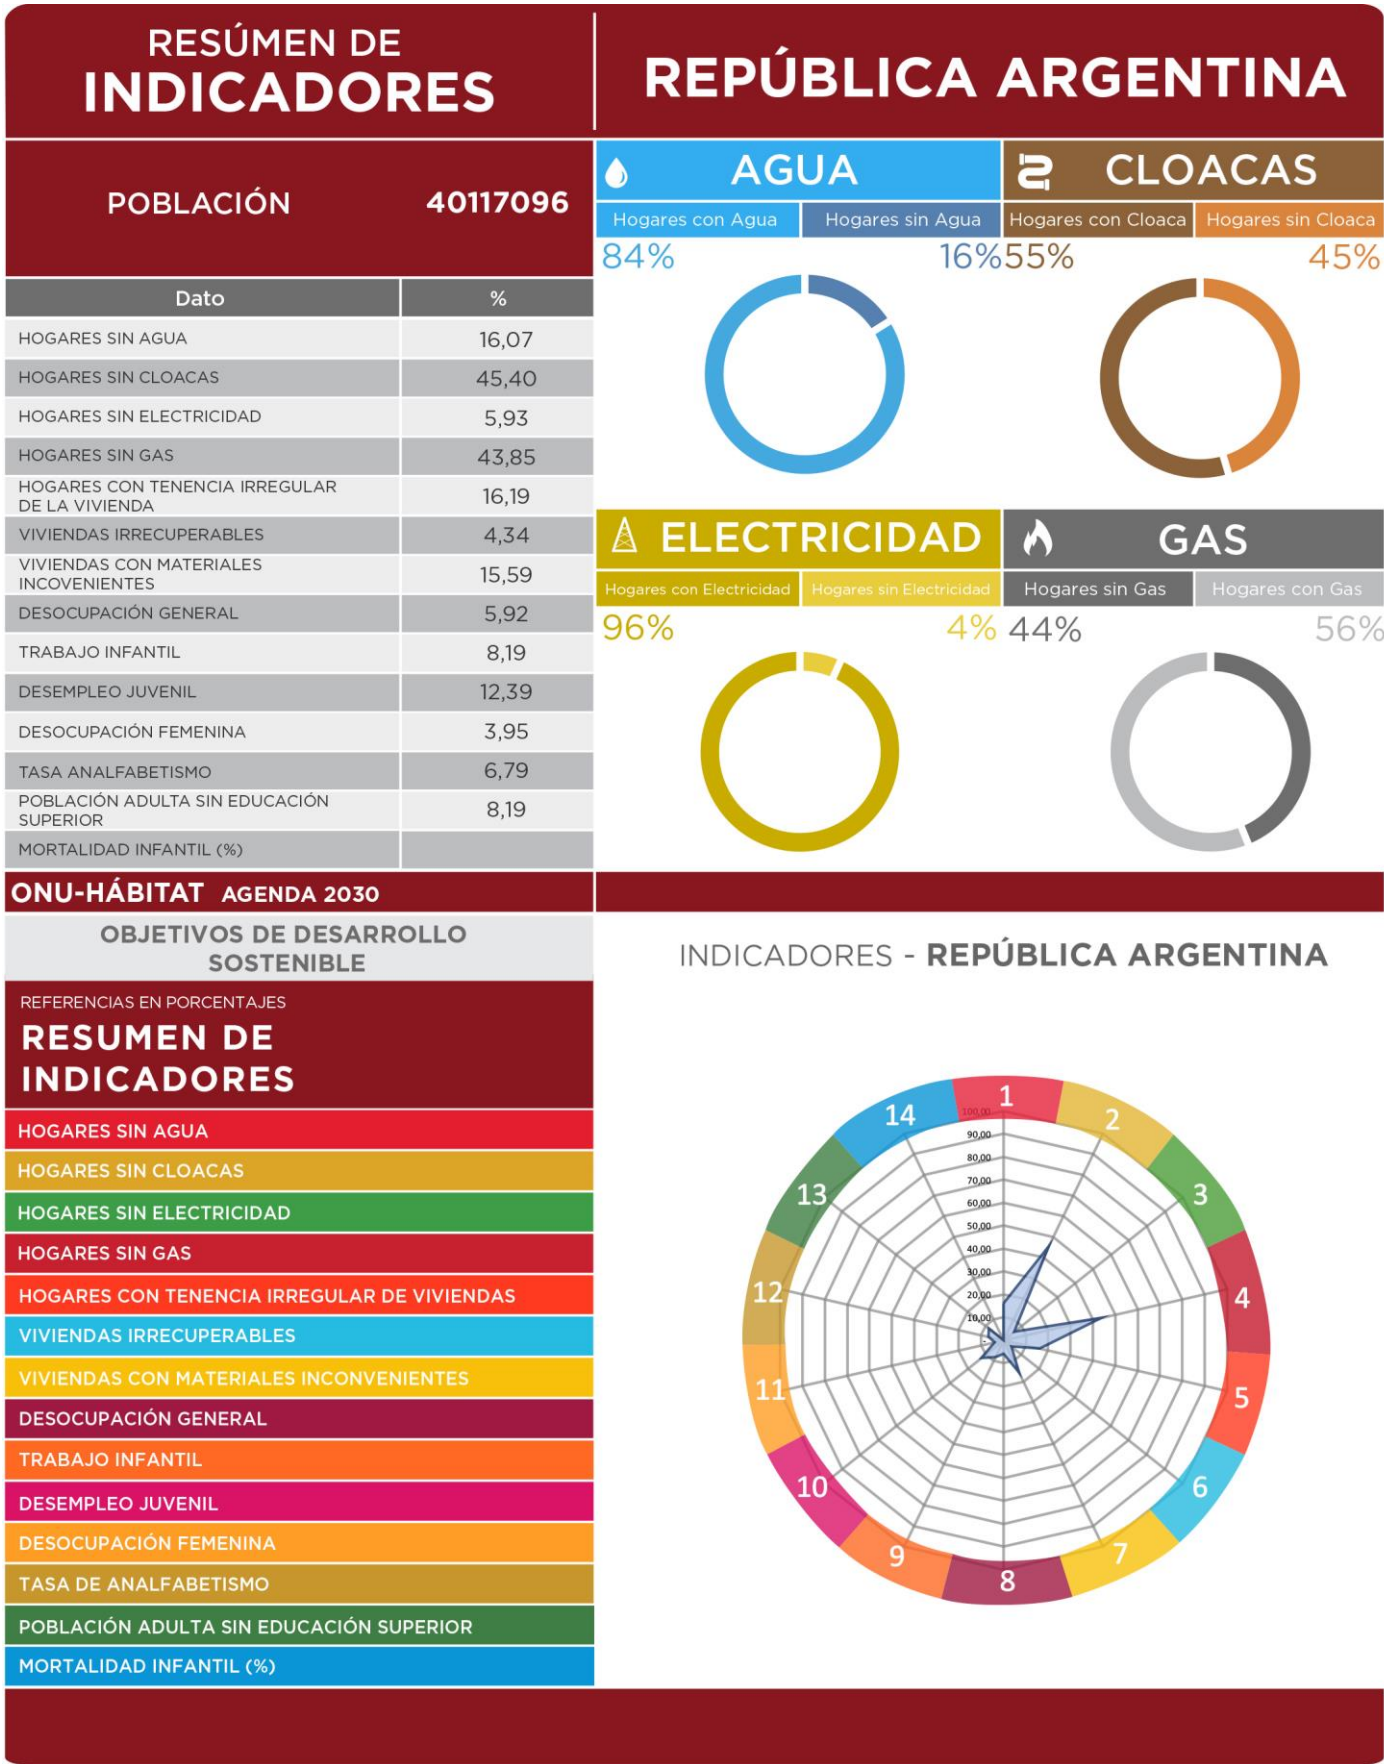 RESÚMEN DE
INDICADORES
REPÚBLICA ARGENTINA
POBLACIÓN 40117096
Dato %
HOGARES SIN AGUA 16,07
HOGARES SIN CLOACAS 45,40
HOGARES SIN ELECTRICIDAD 5,93
HOGARES SIN GAS 43,85
HOGARES CON TENENCIA IRREGULAR
DE LA VIVIENDA 16,19
VIVIENDAS IRRECUPERABLES 4,34
VIVIENDAS CON MATERIALES
INCOVENIENTES 15,59
DESOCUPACIÓN GENERAL 5,92
TRABAJO INFANTIL 8,19
DESEMPLEO JUVENIL 12,39
DESOCUPACIÓN FEMENINA 3,95
TASA ANALFABETISMO 6,79
POBLACIÓN ADULTA SIN EDUCACIÓN
SUPERIOR 8,19
MORTALIDAD INFANTIL (%)
AGUA
Hogares con Agua Hogares sin Agua
84% 16%
CLOACAS
Hogares con Cloaca Hogares sin Cloaca
55% 45%
ELECTRICIDAD
Hogares con Electricidad Hogares sin Electricidad
96% 4%
GAS
Hogares sin Gas Hogares con Gas
44% 56%
ONU-HÁBITAT AGENDA 2030
OBJETIVOS DE DESARROLLO
SOSTENIBLE
REFERENCIAS EN PORCENTAJES
RESUMEN DE
INDICADORES
HOGARES SIN AGUA
HOGARES SIN CLOACAS
HOGARES SIN ELECTRICIDAD
HOGARES SIN GAS
HOGARES CON TENENCIA IRREGULAR DE VIVIENDAS
VIVIENDAS IRRECUPERABLES
VIVIENDAS CON MATERIALES INCONVENIENTES
DESOCUPACIÓN GENERAL
TRABAJO INFANTIL
DESEMPLEO JUVENIL
DESOCUPACIÓN FEMENINA
TASA DE ANALFABETISMO
POBLACIÓN ADULTA SIN EDUCACIÓN SUPERIOR
MORTALIDAD INFANTIL (%)
INDICADORES - REPÚBLICA ARGENTINA
1
2
3
4
5
6
7
8
9
10
11
12
13
14
100,00
90,00
80,00
70,00
60,00
50,00
40,00
30,00
20,00
10,00
-